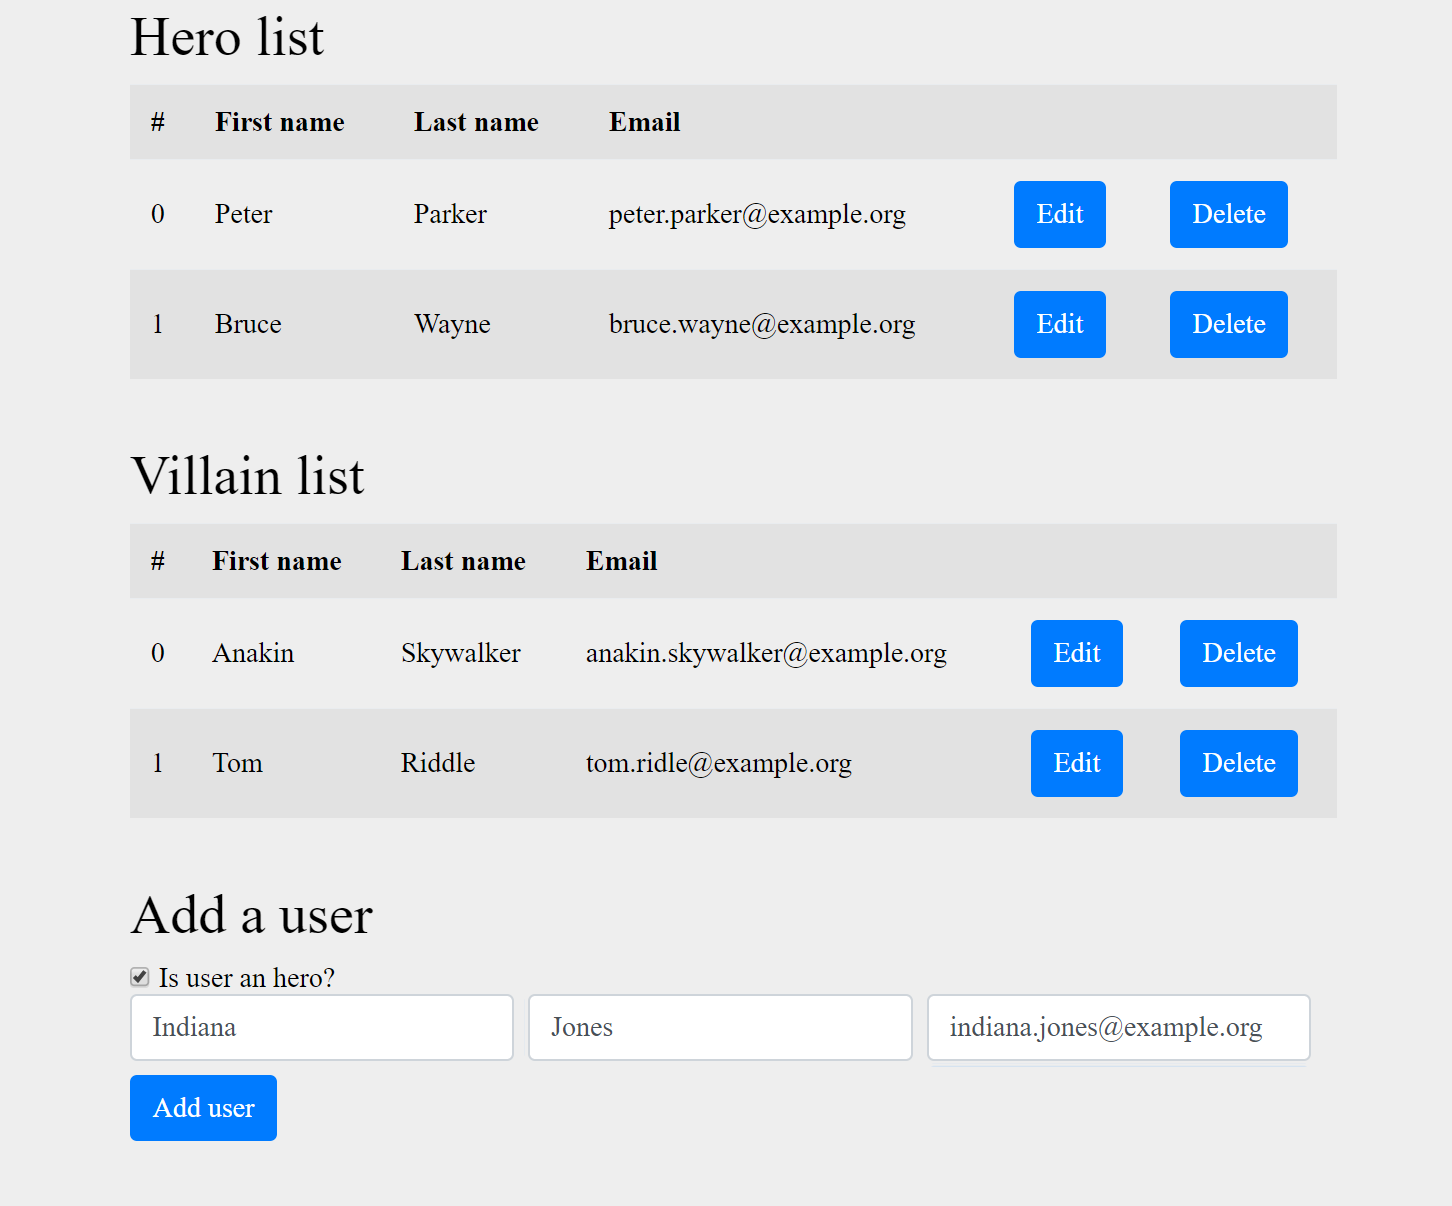 Hero list
# First name Last name Email
0 Peter Parker peter.parker@example.org Edit Delete
1 Bruce Wayne bruce.wayne@example.org Edit Delete
Villain list
# First name Last name Email
0 Anakin Skywalker anakin.skywalker@example.org Edit Delete
1 Tom Riddle tom.ridle@example.org Edit Delete
Add a user
Is user an hero?
Indiana Jones indiana.jones@example.org
Add user